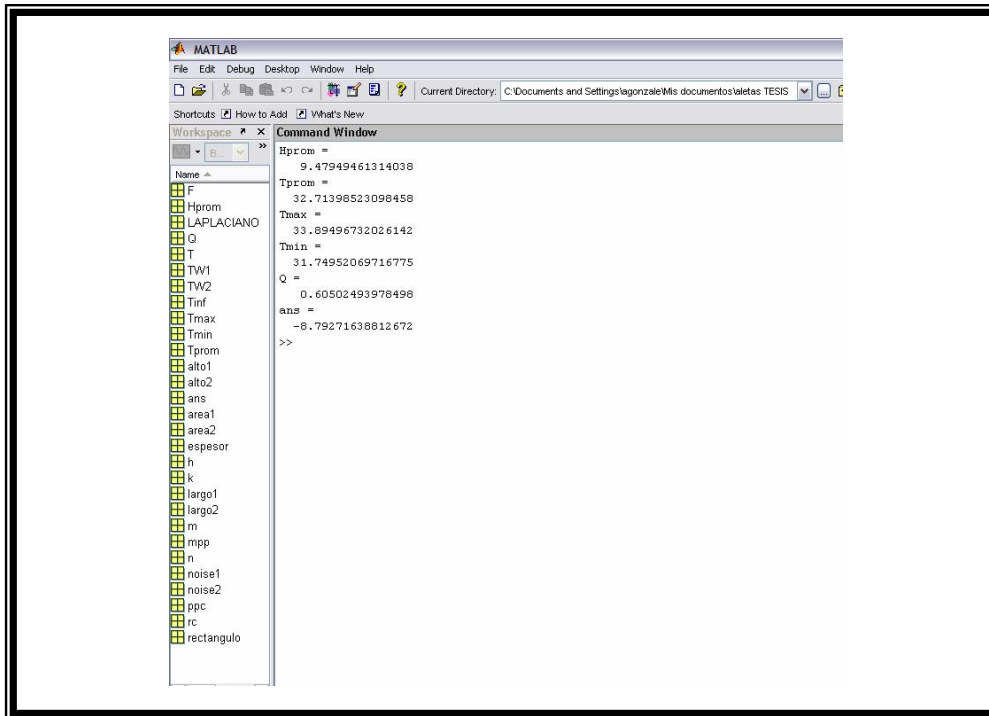 MATLAB
File Edit Debug Desktop Window Help
Current Directory: C:\Documents and Settings\agonzale\Mis documentos\aletas TESIS
Shortcuts How to Add What's New
Workspace
B...
Name
F
Hprom
LAPLACIANO
Q
T
TW1
TW2
Tinf
Tmax
Tmin
Tprom
alto1
alto2
ans
area1
area2
espesor
h
k
largo1
largo2
m
mpp
n
noise1
noise2
ppc
rc
rectangulo
Command Window
Hprom =
9.47949461314038
Tprom =
32.71398523098458
Tmax =
33.89496732026142
Tmin =
31.74952069716775
Q =
0.60502493978498
ans =
-8.79271638812672
>>